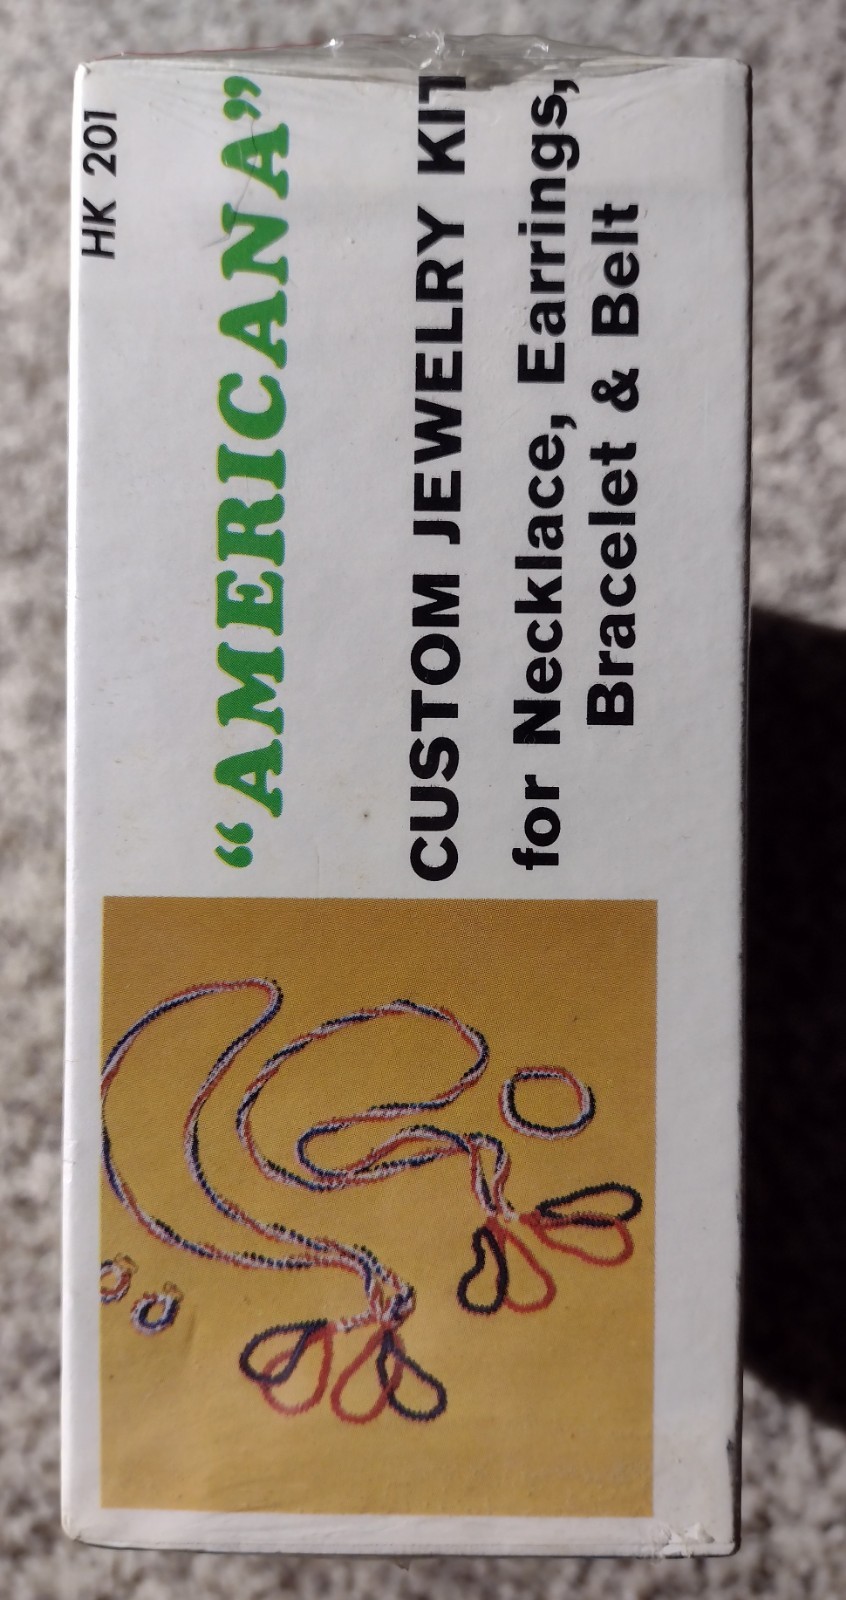 HK 201
“AMERICANA”
CUSTOM JEWELRY KIT
for Necklace, Earrings,
Bracelet & Belt